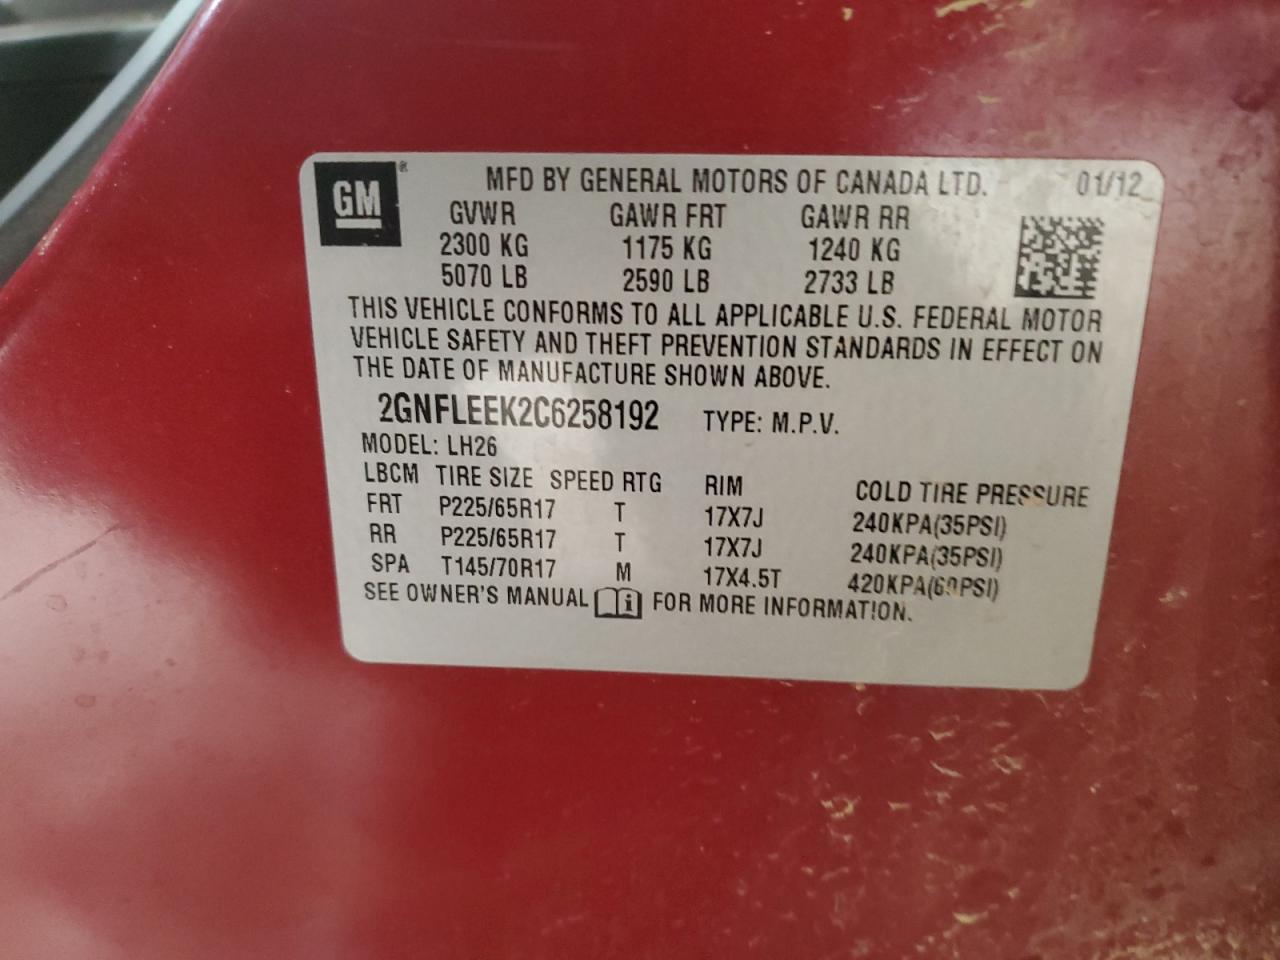 GM ® MFD BY GENERAL MOTORS OF CANADA LTD. 01/12
GVWR GAWR FRT GAWR RR
2300 KG 1175 KG 1240 KG
5070 LB 2590 LB 2733 LB
THIS VEHICLE CONFORMS TO ALL APPLICABLE U.S. FEDERAL MOTOR
VEHICLE SAFETY AND THEFT PREVENTION STANDARDS IN EFFECT ON
THE DATE OF MANUFACTURE SHOWN ABOVE.
2GNFLEEK2C6258192 TYPE: M.P.V.
MODEL: LH26
LBCM TIRE SIZE SPEED RTG RIM COLD TIRE PRESSURE
FRT P225/65R17 T 17X7J 240KPA(35PSI)
RR P225/65R17 T 17X7J 240KPA(35PSI)
SPA T145/70R17 M 17X4.5T 420KPA(60PSI)
SEE OWNER'S MANUAL i FOR MORE INFORMATION.